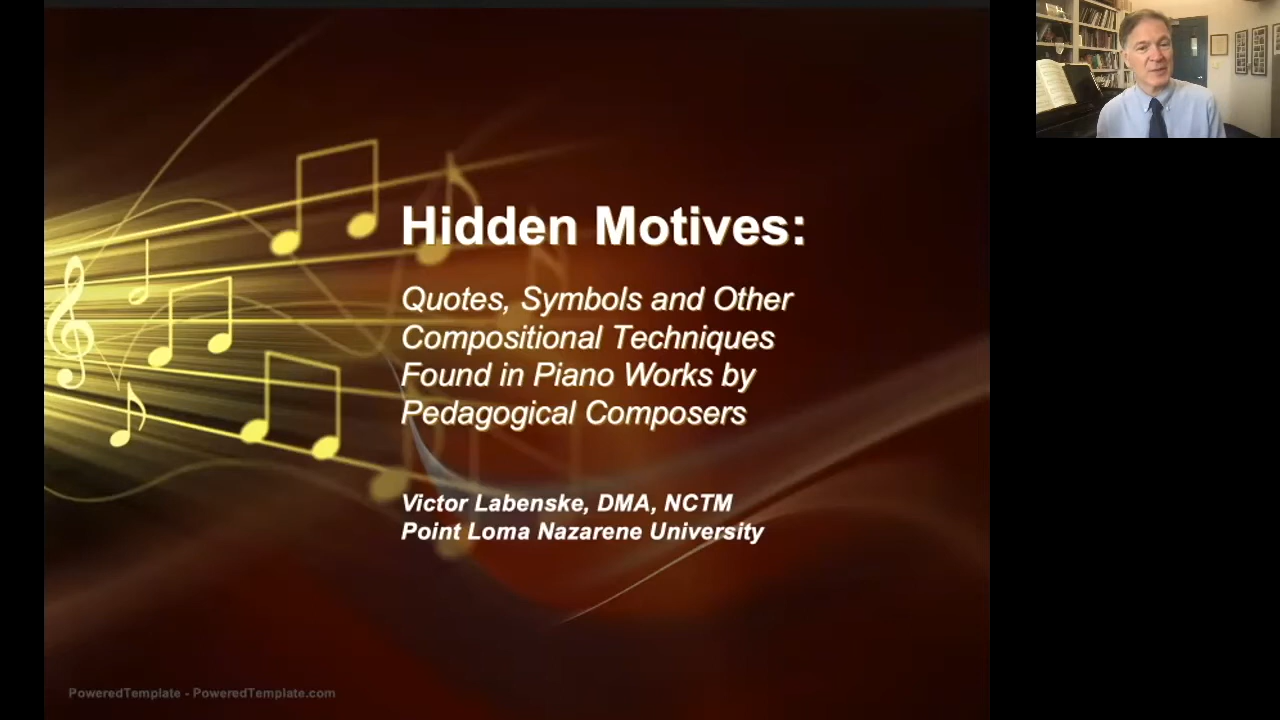 Hidden Motives:
Quotes, Symbols and Other
Compositional Techniques
Found in Piano Works by
Pedagogical Composers
Victor Labenske, DMA, NCTM
Point Loma Nazarene University
PoweredTemplate - PoweredTemplate.com